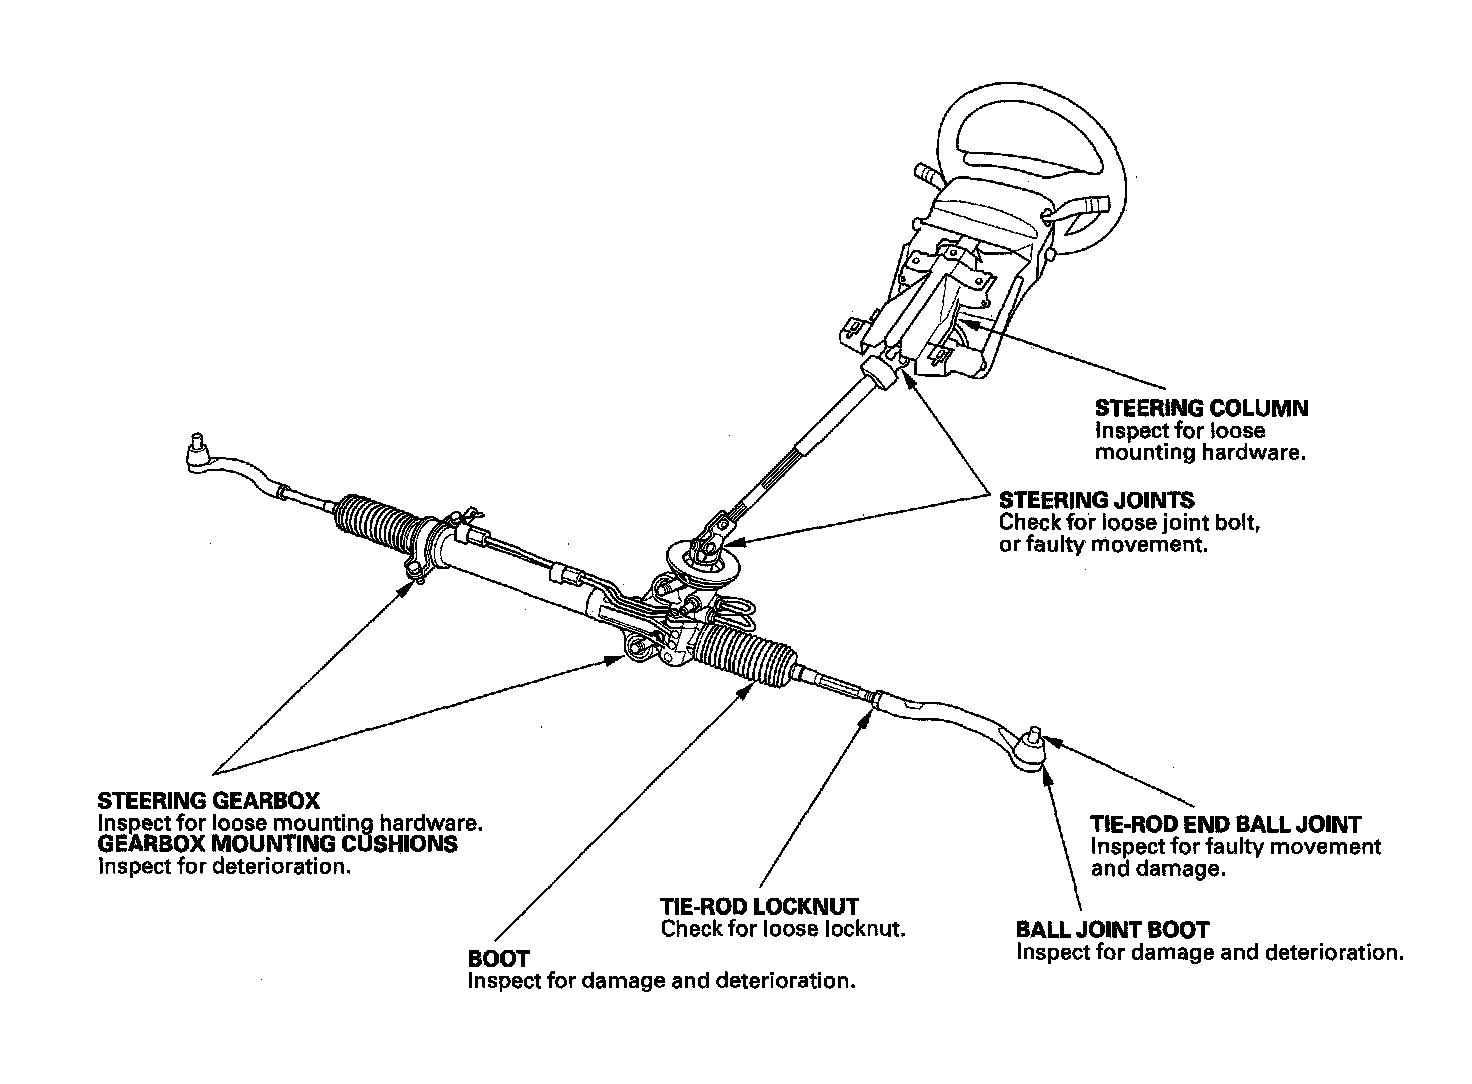 STEERING COLUMN
Inspect for loose
mounting hardware.
STEERING JOINTS
Check for loose joint bolt,
or faulty movement.
STEERING GEARBOX
Inspect for loose mounting hardware.
GEARBOX MOUNTING CUSHIONS
Inspect for deterioration.
TIE-ROD END BALL JOINT
Inspect for faulty movement
and damage.
TIE-ROD LOCKNUT
Check for loose locknut.
BALL JOINT BOOT
Inspect for damage and deterioration.
BOOT
Inspect for damage and deterioration.